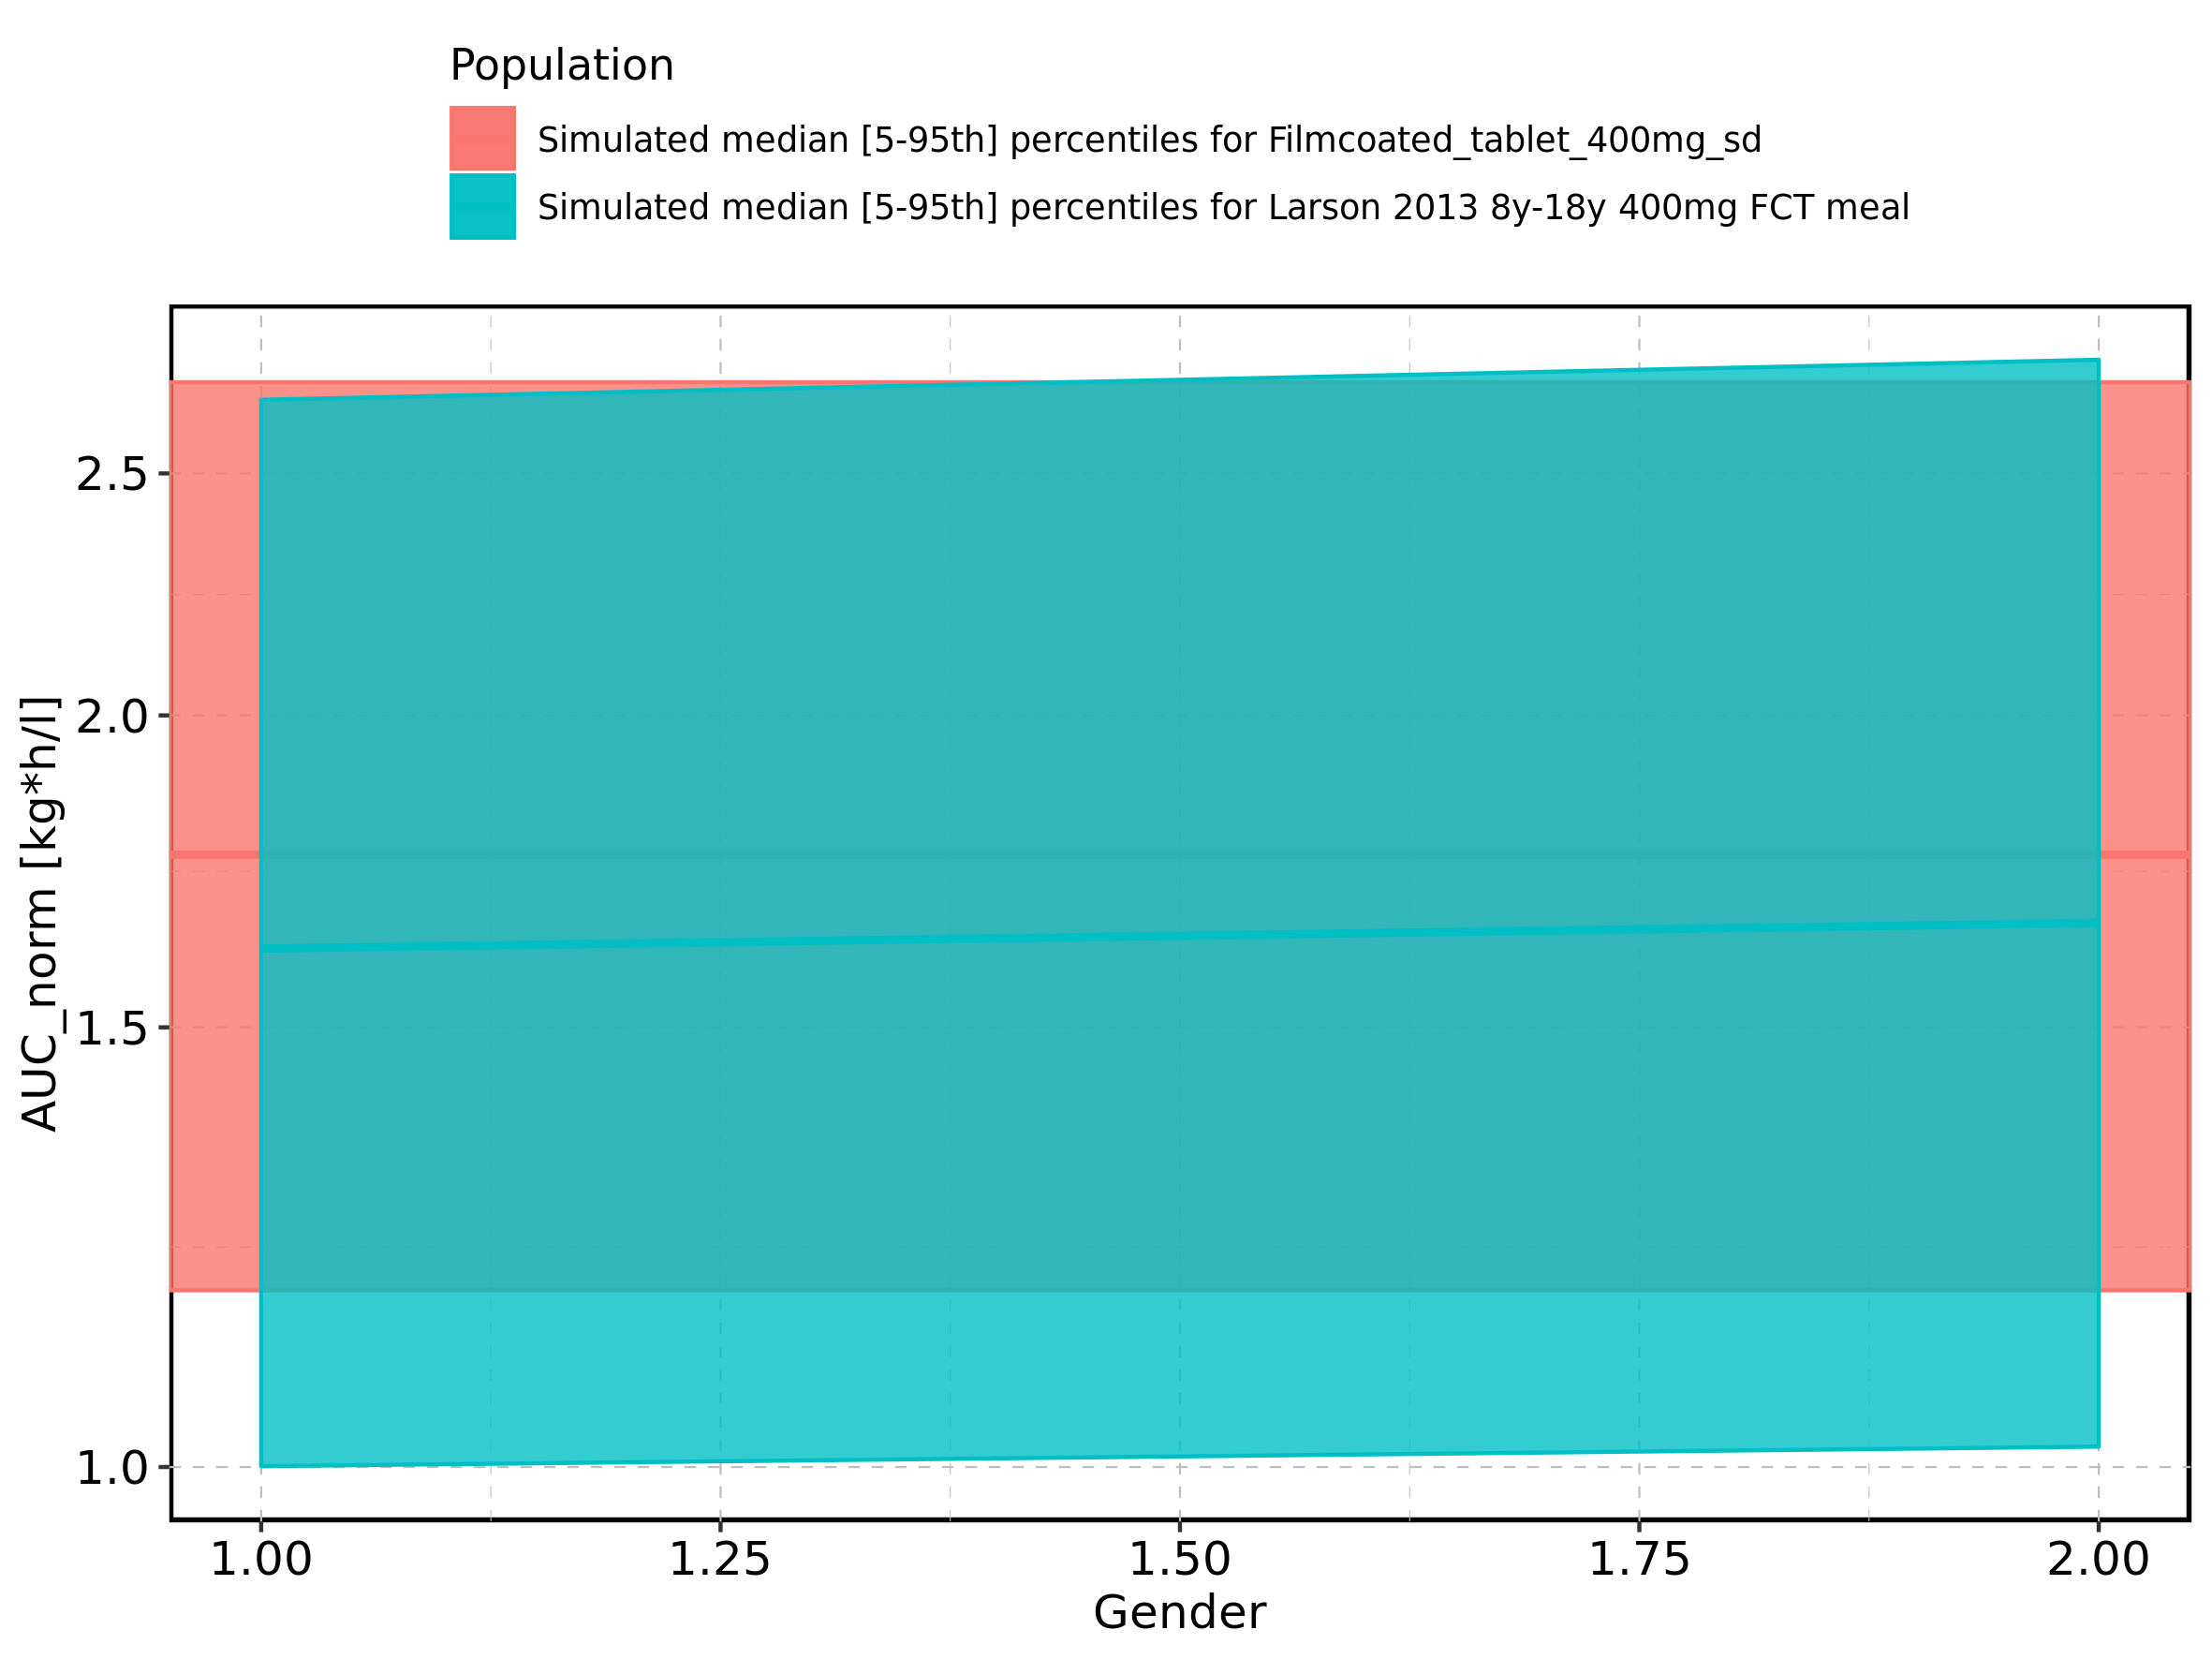 Population
Simulated median [5-95th] percentiles for Filmcoated_tablet_400mg_sd
Simulated median [5-95th] percentiles for Larson 2013 8y-18y 400mg FCT meal
AUC_norm [kg*h/l]
2.5
2.0
1.5
1.0
1.00 1.25 1.50 1.75 2.00
Gender